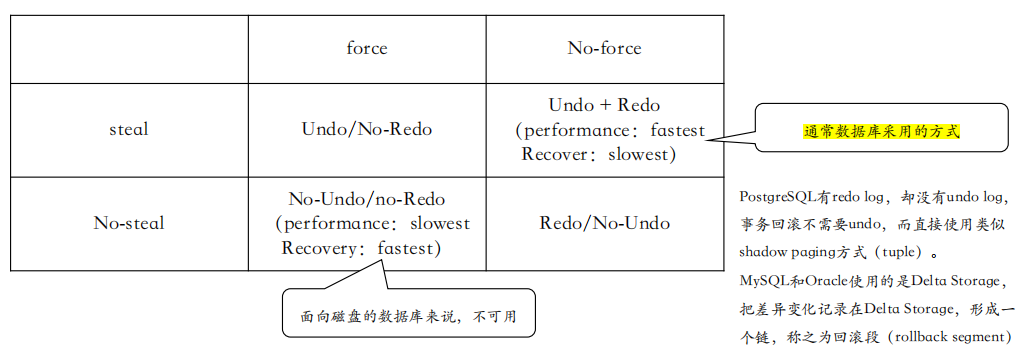 force
No-force
steal
Undo/No-Redo
Undo + Redo
（performance：fastest
Recover：slowest）
通常数据库采用的方式
No-steal
No-Undo/no-Redo
（performance：slowest
Recovery：fastest）
Redo/No-Undo
面向磁盘的数据库来说，不可用
PostgreSQL有redo log，却没有undo log，
事务回滚不需要undo，而直接使用类似
shadow paging方式（tuple）。
MySQL和Oracle使用的是Delta Storage，
把差异变化记录在Delta Storage，形成一
个链，称之为回滚段（rollback segment）